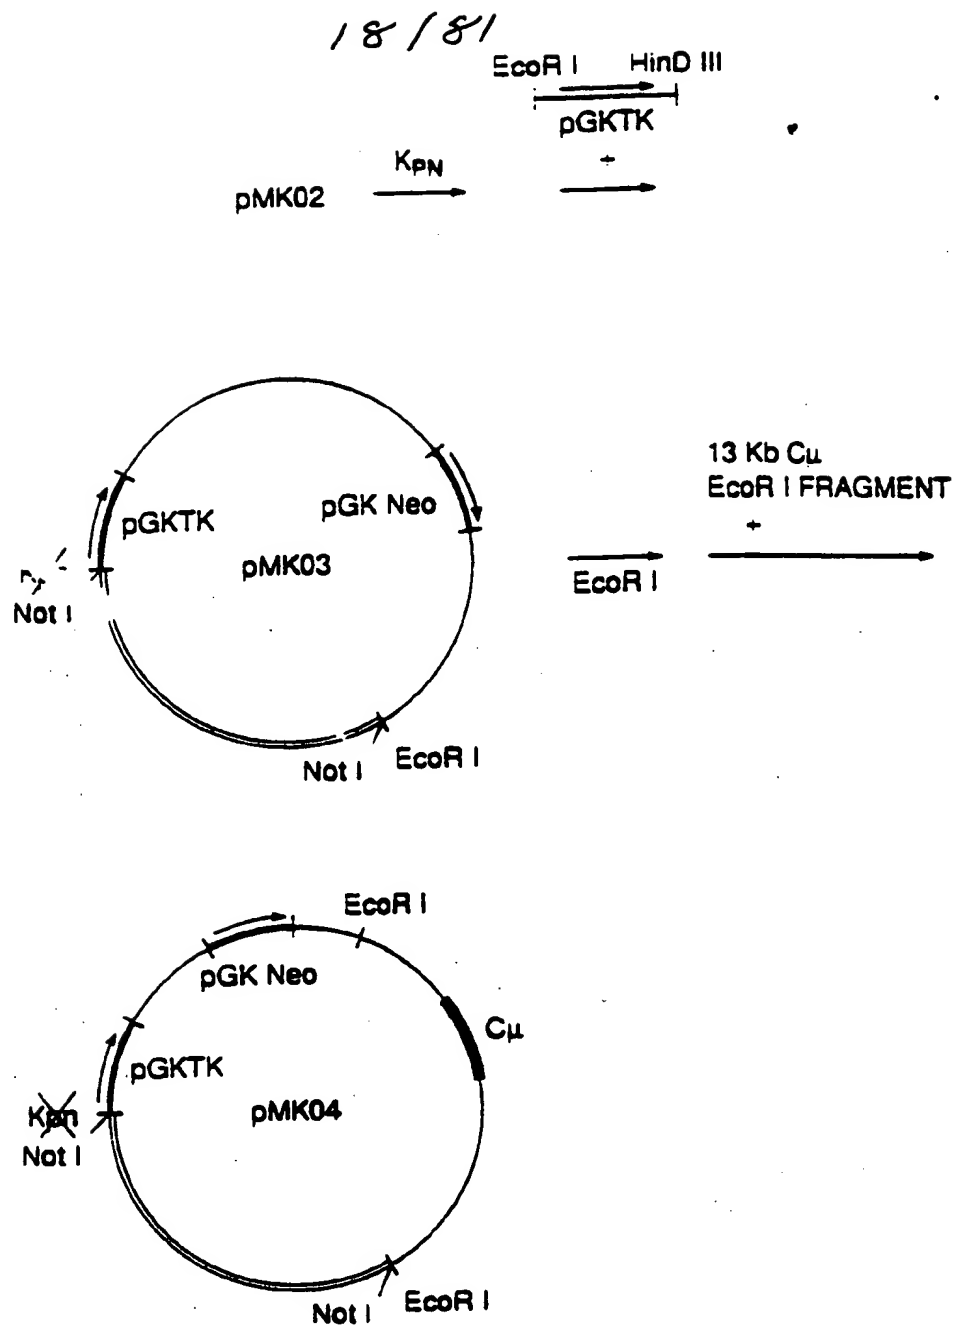 18/81
EcoR I HinD III
pGKTK
+
pMK02 KPN
pGKTK
pGK Neo
pMK03
Not I
Not I EcoR I
EcoR I
13 Kb Cμ
EcoR I FRAGMENT
+
EcoR I
pGK Neo
Cμ
pGKTK
Kpn
Not I
pMK04
Not I EcoR I